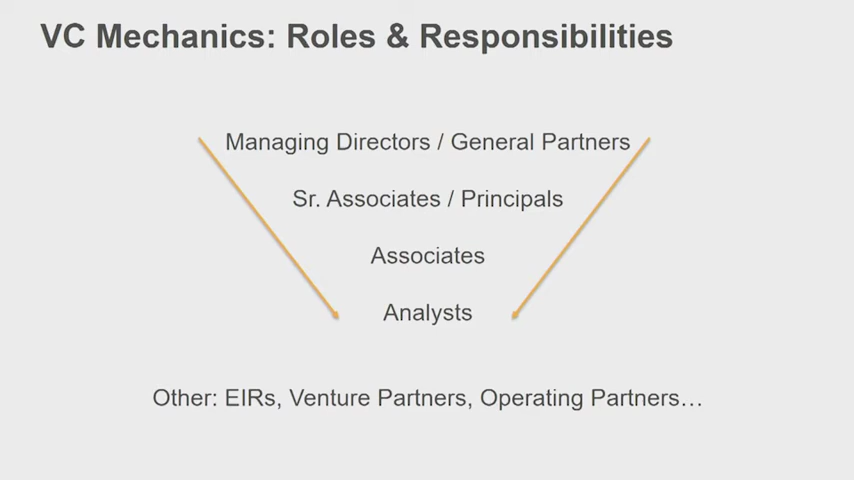 VC Mechanics: Roles & Responsibilities
Managing Directors / General Partners
Sr. Associates / Principals
Associates
Analysts
Other: EIRs, Venture Partners, Operating Partners…